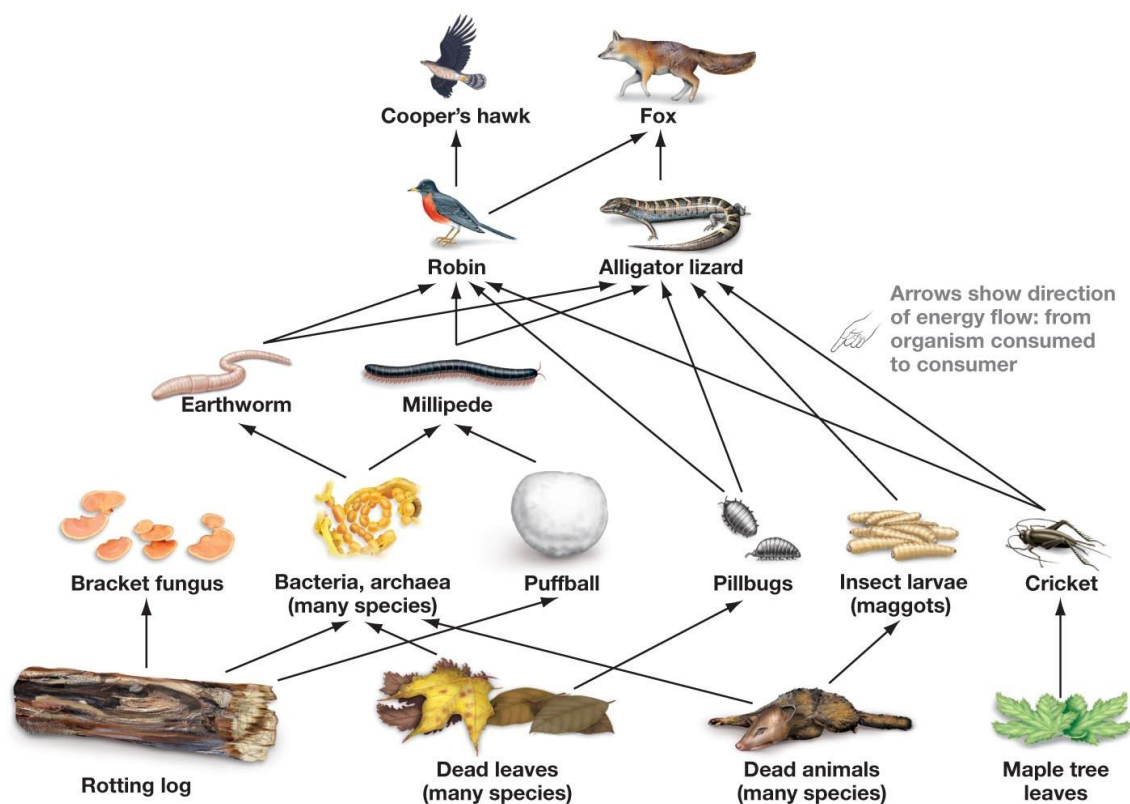 Cooper's hawk
Fox
Robin
Alligator lizard
Arrows show direction
of energy flow: from
organism consumed
to consumer
Earthworm
Millipede
Bracket fungus
Bacteria, archaea
(many species)
Puffball
Pillbugs
Insect larvae
(maggots)
Cricket
Rotting log
Dead leaves
(many species)
Dead animals
(many species)
Maple tree
leaves